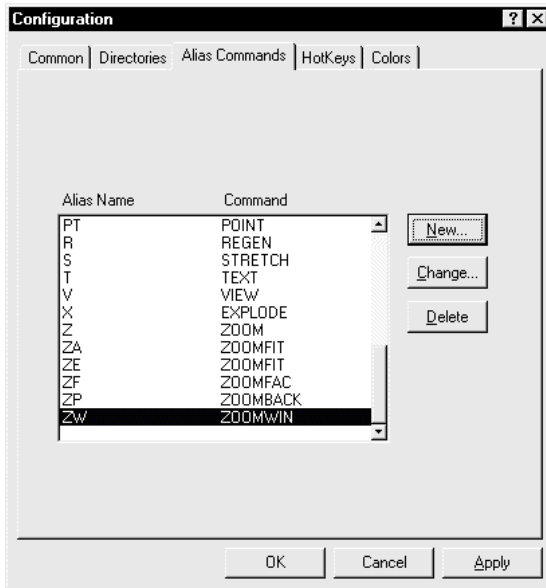 Configuration
Common Directories Alias Commands HotKeys Colors
Alias Name Command
PT POINT
R REGEN
S STRETCH
T TEXT
V VIEW
X EXPLODE
Z ZOOM
ZA ZOOMFIT
ZE ZOOMFIT
ZF ZOOMFAC
ZP ZOOMBACK
ZW ZOOMWIN
New...
Change...
Delete
OK Cancel Apply